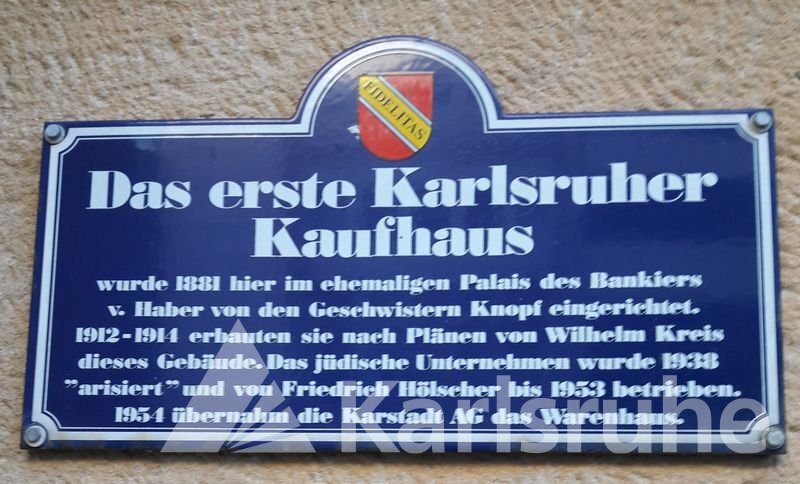 FIDELITAS
Das erste Karlsruher
Kaufhaus
wurde 1881 hier im ehemaligen Palais des Bankiers
v. Haber von den Geschwistern Knopf eingerichtet.
1912-1914 erbauten sie nach Plänen von Wilhelm Kreis
dieses Gebäude. Das jüdische Unternehmen wurde 1938
”arisiert” und von Friedrich Hölscher bis 1953 betrieben.
1954 übernahm die Karstadt AG das Warenhaus.
Karlsruhe